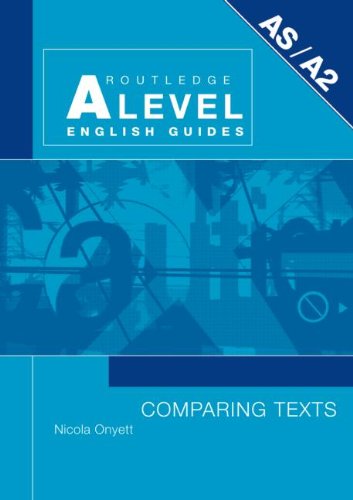 AS/A2
ROUTLEDGE
A LEVEL
ENGLISH GUIDES
COMPARING TEXTS
Nicola Onyett